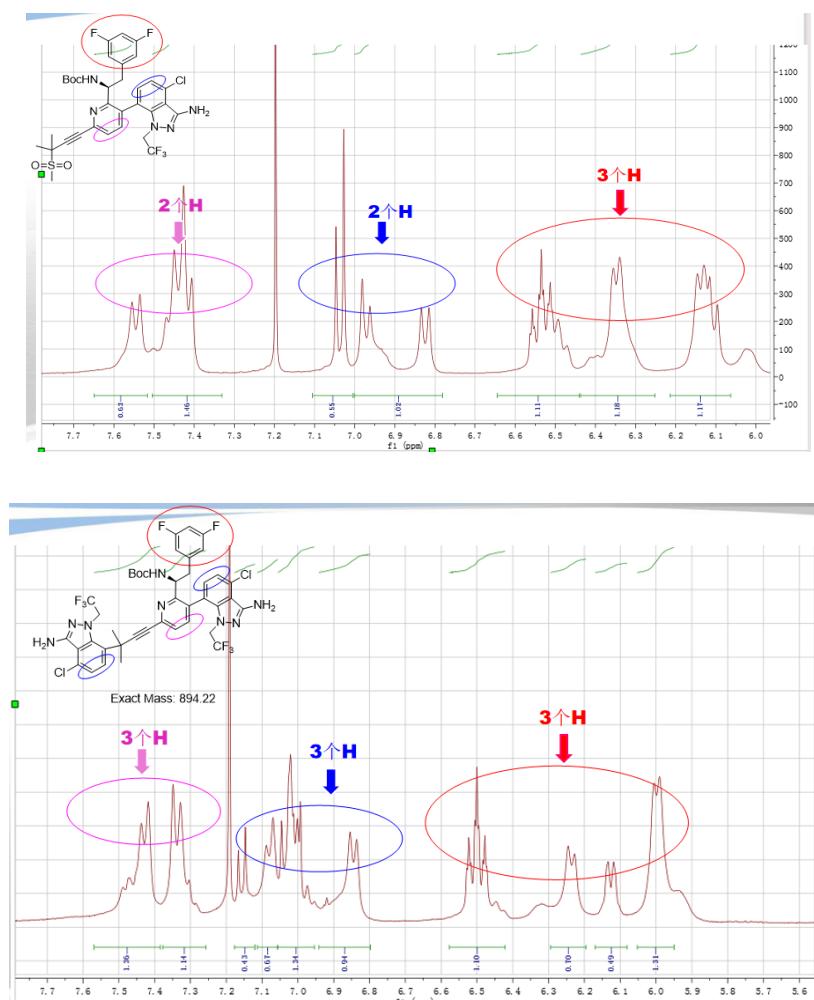 F F
BocHN
Cl
N
NH₂
N N
CF₃
O=S=O
3个H
2个H
2个H
1200
1100
1000
900
800
700
600
500
400
300
200
100
0
-100
0.63 1.46 0.55 1.02 1.11 1.18 1.17
7.7 7.6 7.5 7.4 7.3 7.2 7.1 7.0 6.9 6.8 6.7 6.6 6.5 6.4 6.3 6.2 6.1 6.0
f1 (ppm)
F F
BocHN
Cl
F₃C
N
NH₂
N N
N N
H₂N
CF₃
Cl
Exact Mass: 894.22
3个H
3个H
3个H
1.36 1.14 0.43 0.67 1.34 0.94 1.10 0.70 0.49 1.31
7.7 7.6 7.5 7.4 7.3 7.2 7.1 7.0 6.9 6.8 6.7 6.6 6.5 6.4 6.3 6.2 6.1 6.0 5.9 5.8 5.7 5.6